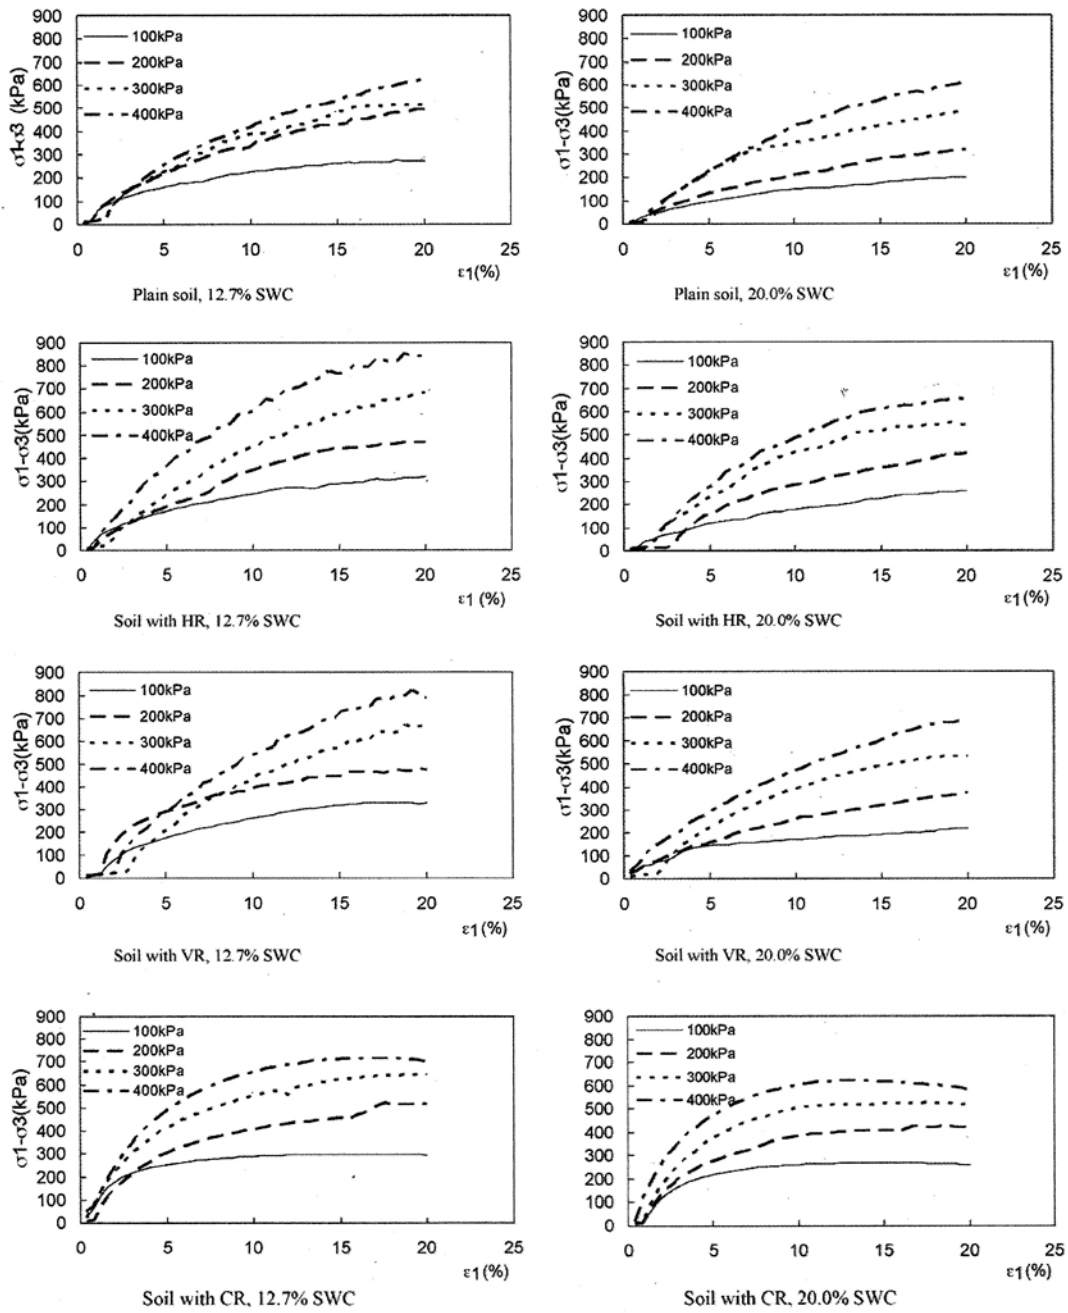 900
800
700
600
500
400
300
200
100
0
σ1-σ3 (kPa)
100kPa
200kPa
300kPa
400kPa
0 5 10 15 20 25
ε1(%)
Plain soil, 12.7% SWC
900
800
700
600
500
400
300
200
100
0
σ1-σ3(kPa)
100kPa
200kPa
300kPa
400kPa
0 5 10 15 20 25
ε1(%)
Plain soil, 20.0% SWC
900
800
700
600
500
400
300
200
100
0
σ1-σ3(kPa)
100kPa
200kPa
300kPa
400kPa
0 5 10 15 20 25
ε1 (%)
Soil with HR, 12.7% SWC
900
800
700
600
500
400
300
200
100
0
σ1-σ3(kPa)
100kPa
200kPa
300kPa
400kPa
0 5 10 15 20 25
ε1(%)
Soil with HR, 20.0% SWC
900
800
700
600
500
400
300
200
100
0
σ1-σ3(kPa)
100kPa
200kPa
300kPa
400kPa
0 5 10 15 20 25
ε1(%)
Soil with VR, 12.7% SWC
900
800
700
600
500
400
300
200
100
0
σ1-σ3(kPa)
100kPa
200kPa
300kPa
400kPa
0 5 10 15 20 25
ε1(%)
Soil with VR, 20.0% SWC
900
800
700
600
500
400
300
200
100
0
σ1-σ3(kPa)
100kPa
200kPa
300kPa
400kPa
0 5 10 15 20 25
ε1(%)
Soil with CR, 12.7% SWC
900
800
700
600
500
400
300
200
100
0
σ1-σ3(kPa)
100kPa
200kPa
300kPa
400kPa
0 5 10 15 20 25
ε1(%)
Soil with CR, 20.0% SWC